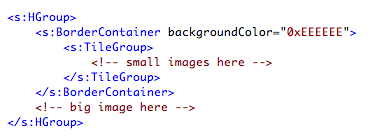 <s:HGroup>
    <s:BorderContainer backgroundColor="0xEEEEEE">
        <s:TileGroup>
            <!-- small images here -->
        </s:TileGroup>
    </s:BorderContainer>
    <!-- big image here -->
</s:HGroup>